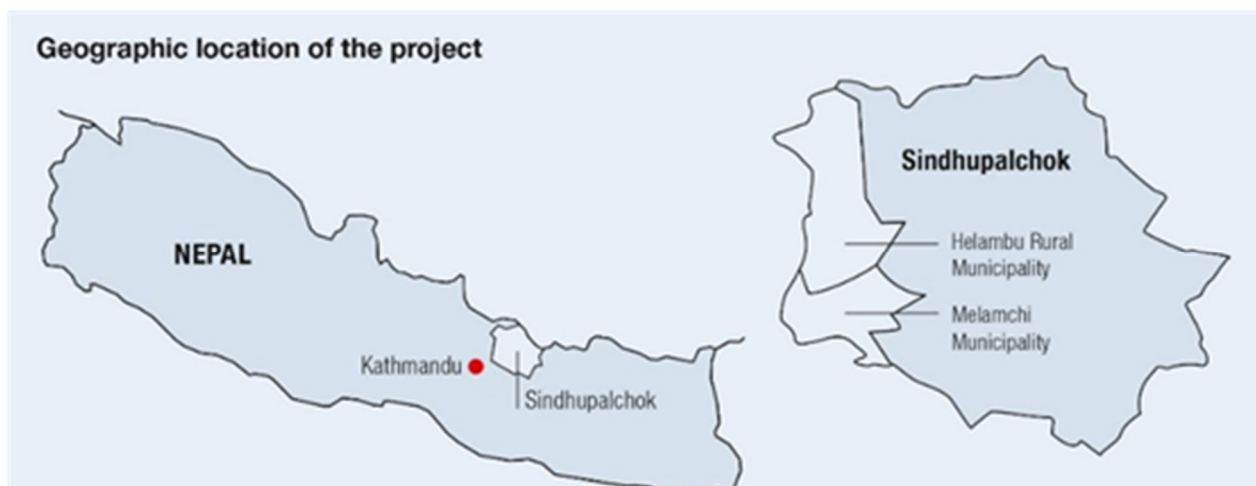 Geographic location of the project
NEPAL
Kathmandu
Sindhupalchok
Sindhupalchok
Helambu Rural
Municipality
Melamchi
Municipality